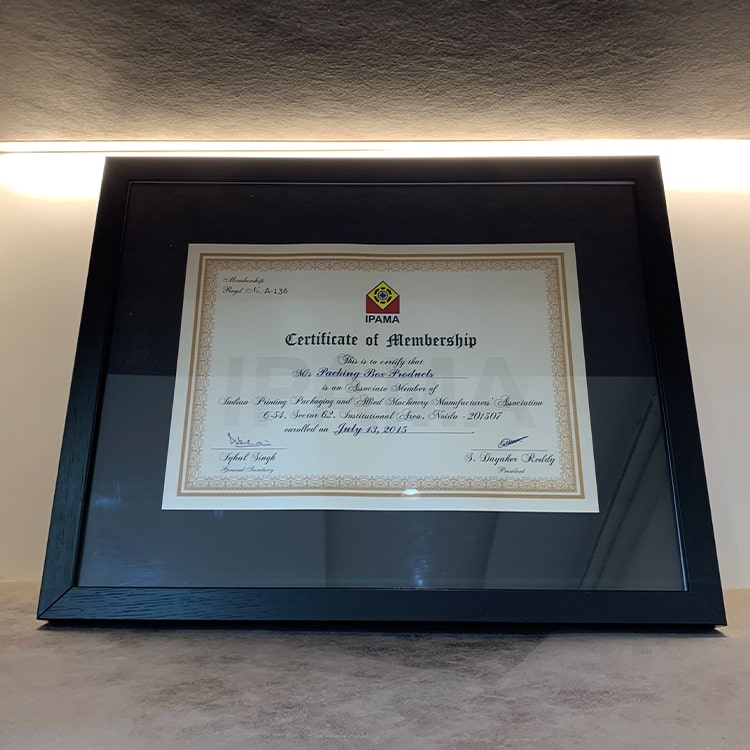 Membership
Regd. No. A-136
IPAMA
Certificate of Membership
This is to certify that
M/s Packing Box Products
is an Associate Member of
Indian Printing Packaging and Allied Machinery Manufacturers' Association
C-54, Sector 62, Institutional Area, Noida - 201307
enrolled on July 13, 2015.
Iqbal Singh
General Secretary
S. Dayaker Reddy
President
IPAMA